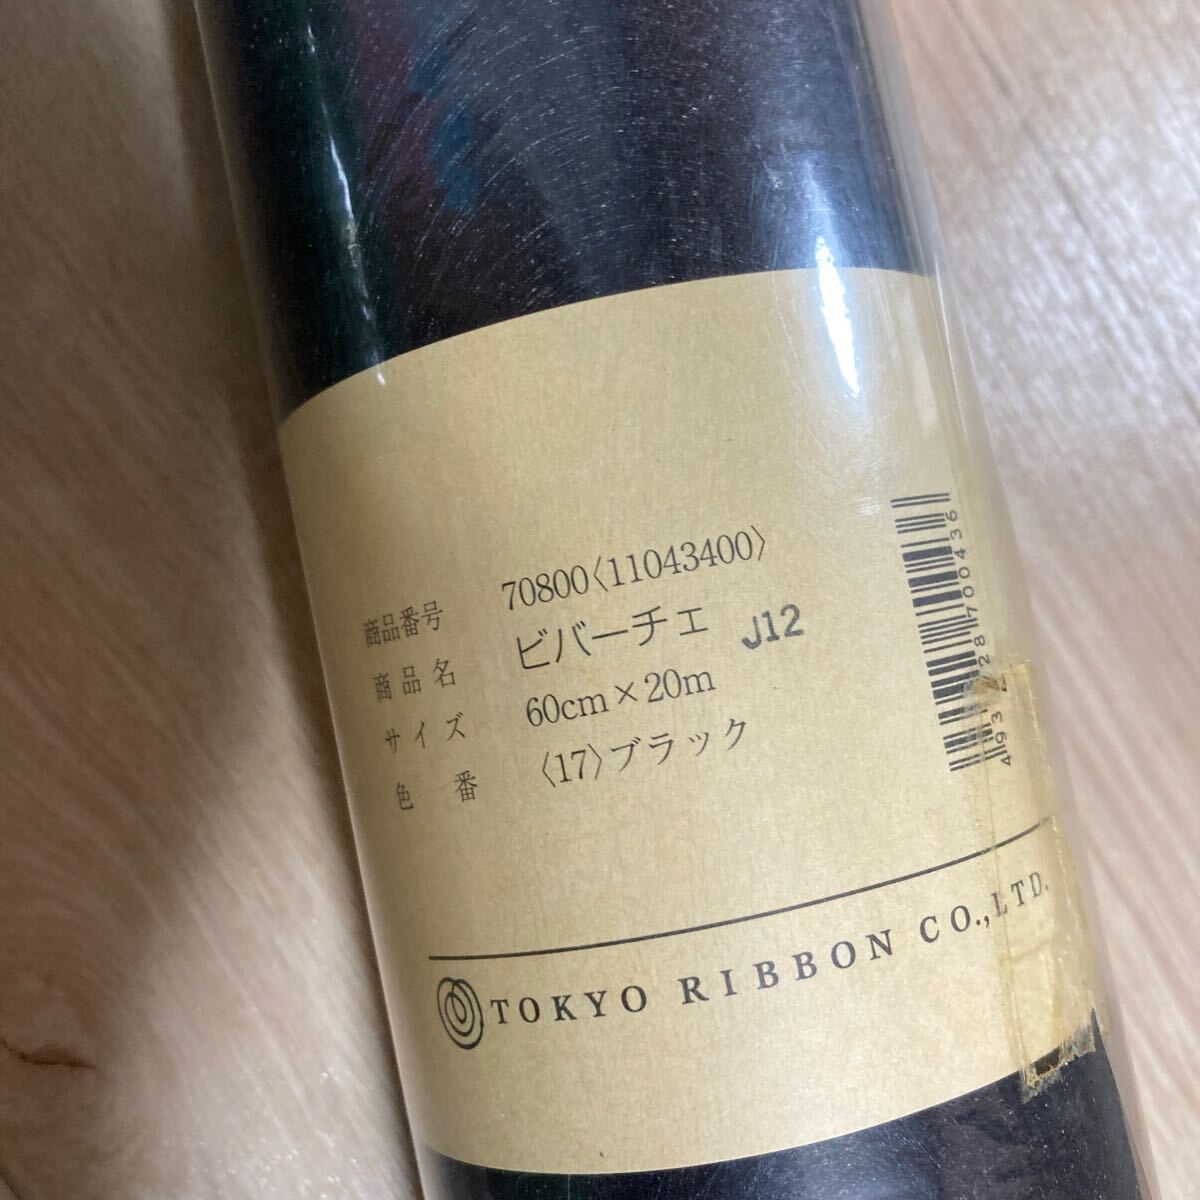 商品番号 70800〈11043400〉
商品名 ビバーチェ J12
サイズ 60cm×20m
色番 〈17〉ブラック
TOKYO RIBBON CO.,LTD.